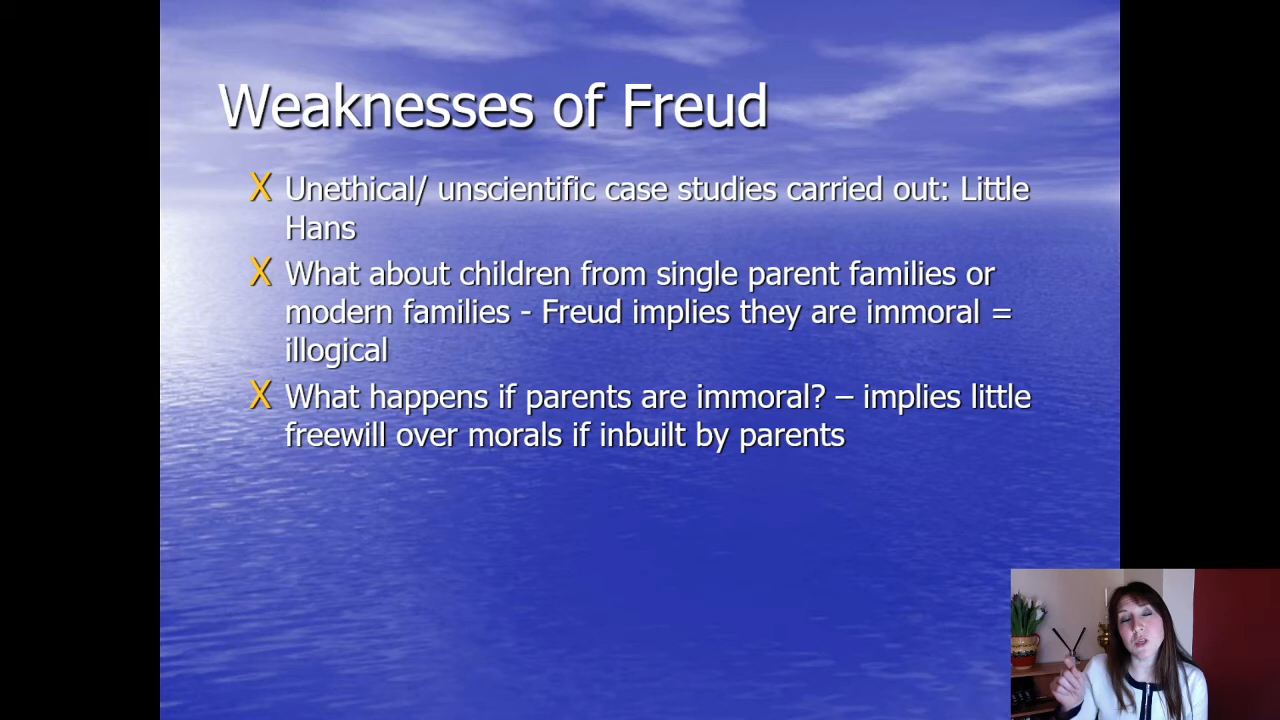 Weaknesses of Freud
X Unethical/ unscientific case studies carried out: Little
Hans
X What about children from single parent families or
modern families - Freud implies they are immoral =
illogical
X What happens if parents are immoral? – implies little
freewill over morals if inbuilt by parents